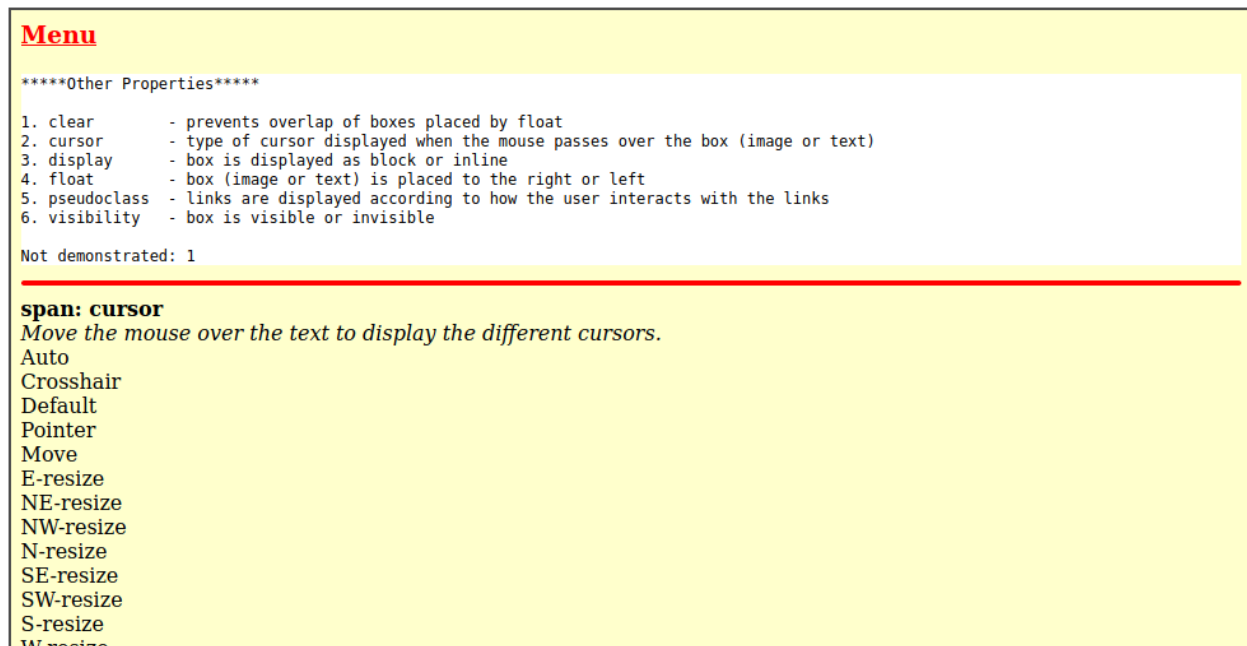 Menu
*****Other Properties*****
1. clear        - prevents overlap of boxes placed by float
2. cursor       - type of cursor displayed when the mouse passes over the box (image or text)
3. display      - box is displayed as block or inline
4. float        - box (image or text) is placed to the right or left
5. pseudoclass  - links are displayed according to how the user interacts with the links
6. visibility   - box is visible or invisible
Not demonstrated: 1
span: cursor
Move the mouse over the text to display the different cursors.
Auto
Crosshair
Default
Pointer
Move
E-resize
NE-resize
NW-resize
N-resize
SE-resize
SW-resize
S-resize
W-resize